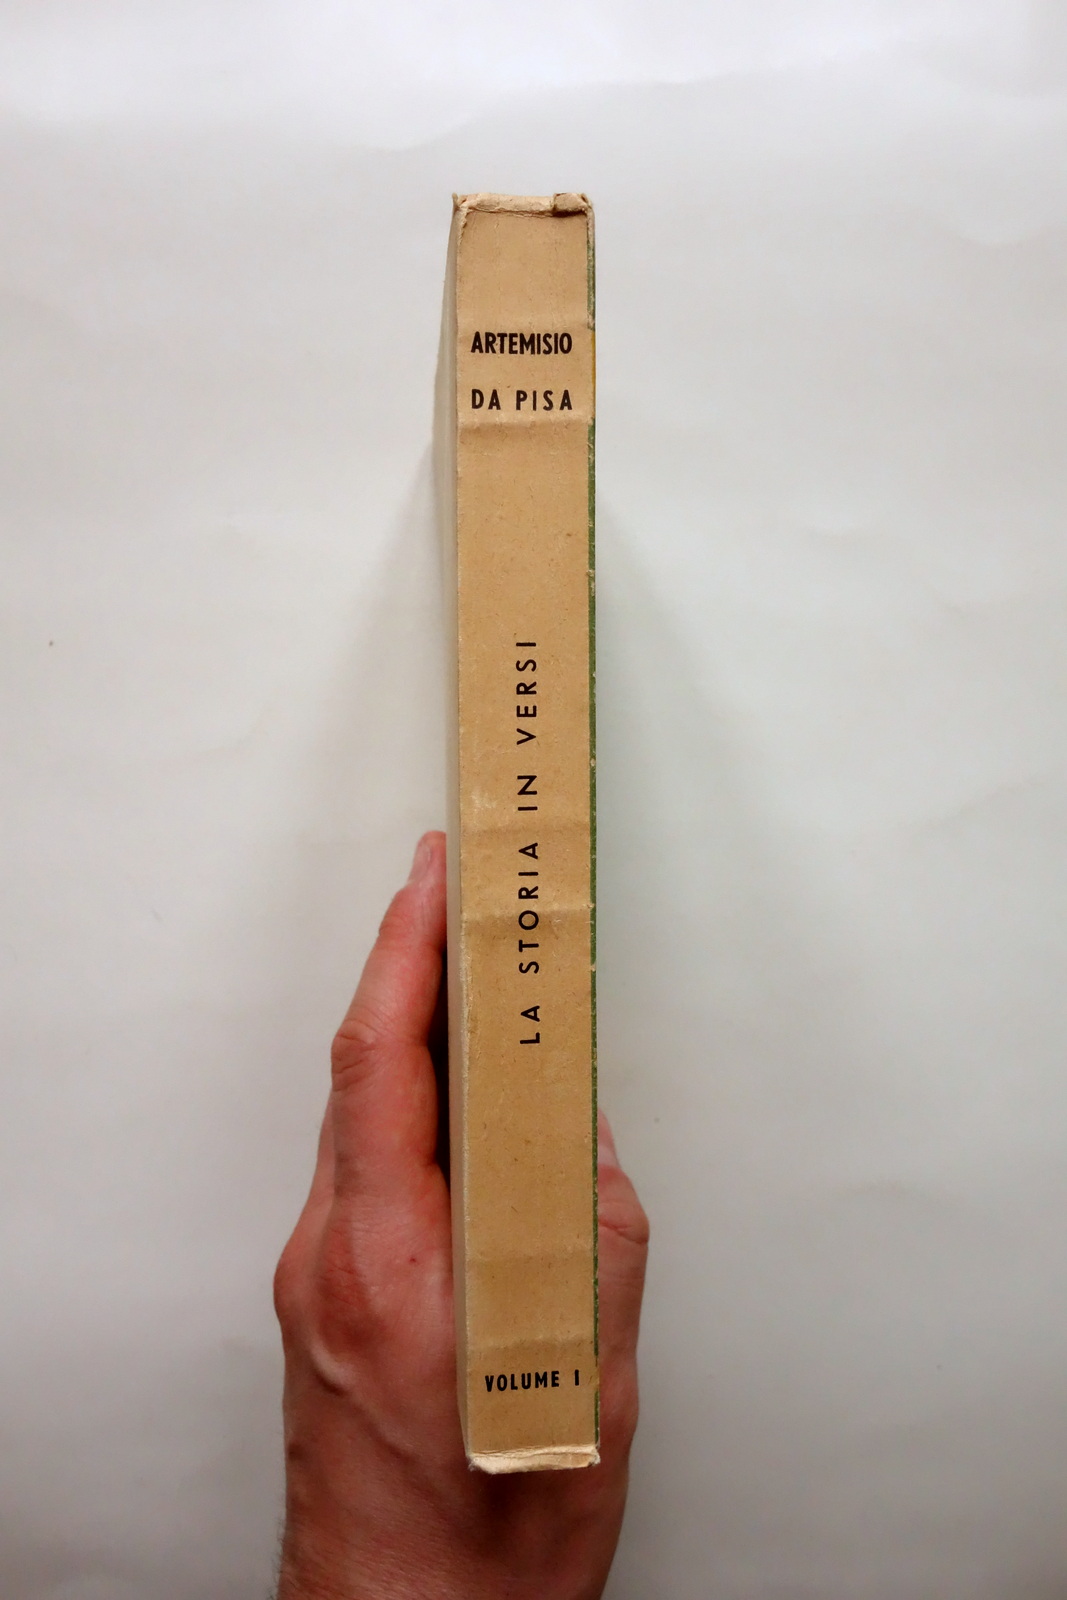 ARTEMISIO
DA PISA
LA STORIA IN VERSI
VOLUME I